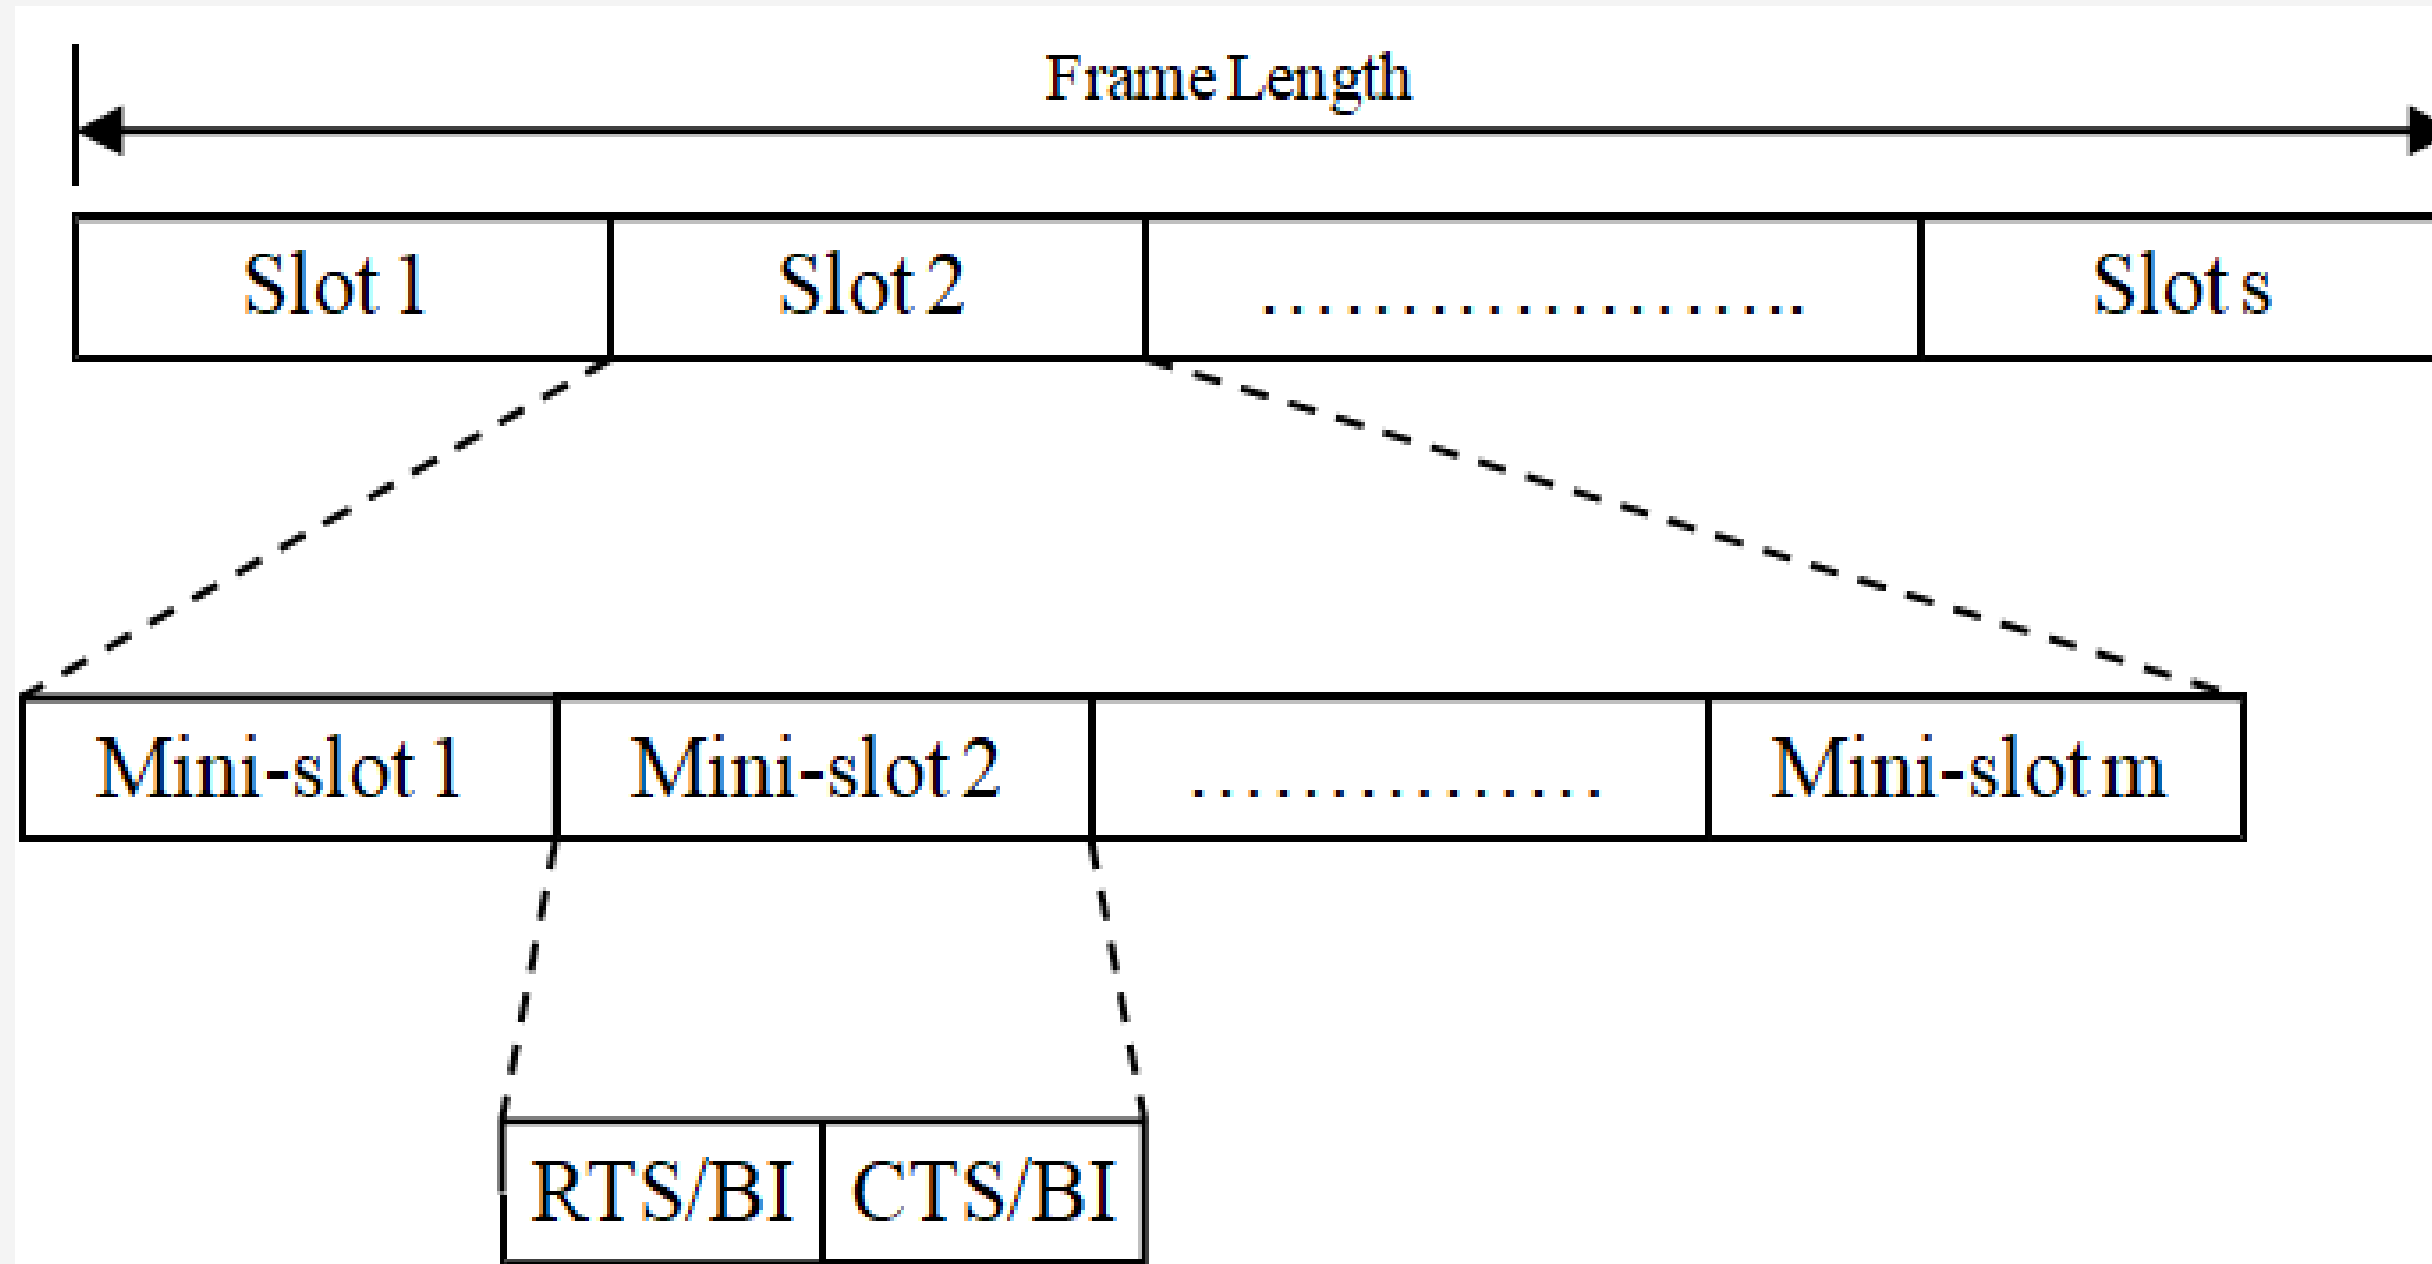 Frame Length
Slot 1 Slot 2 ………………….. Slot s
Mini-slot 1 Mini-slot 2 …………… Mini-slot m
RTS/BI CTS/BI